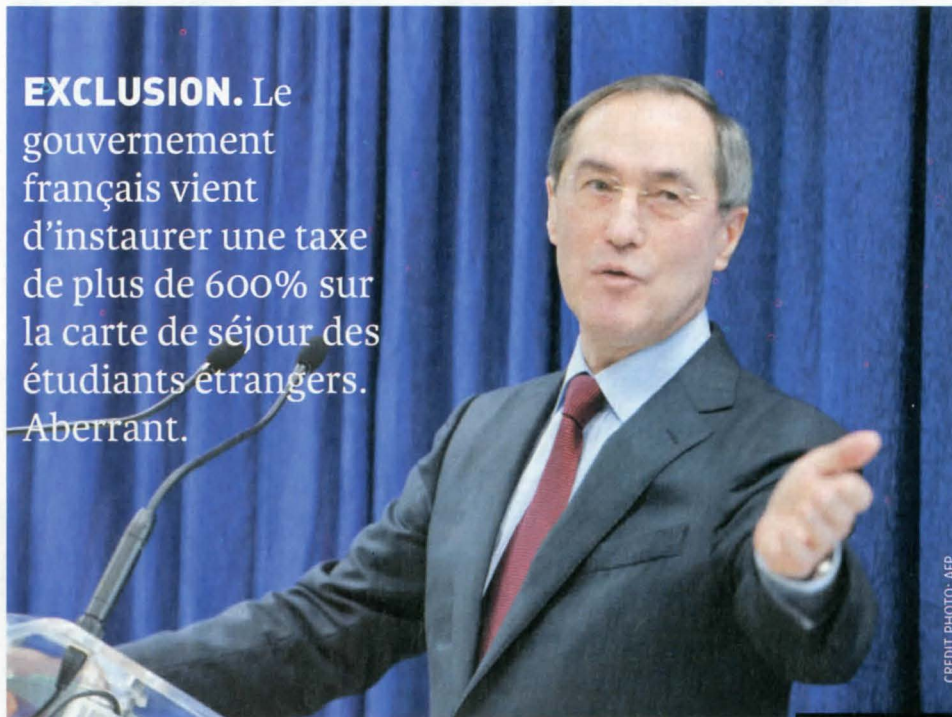 EXCLUSION. Le
gouvernement
français vient
d'instaurer une taxe
de plus de 600% sur
la carte de séjour des
étudiants étrangers.
Aberrant.
CRÉDIT PHOTO: AFP